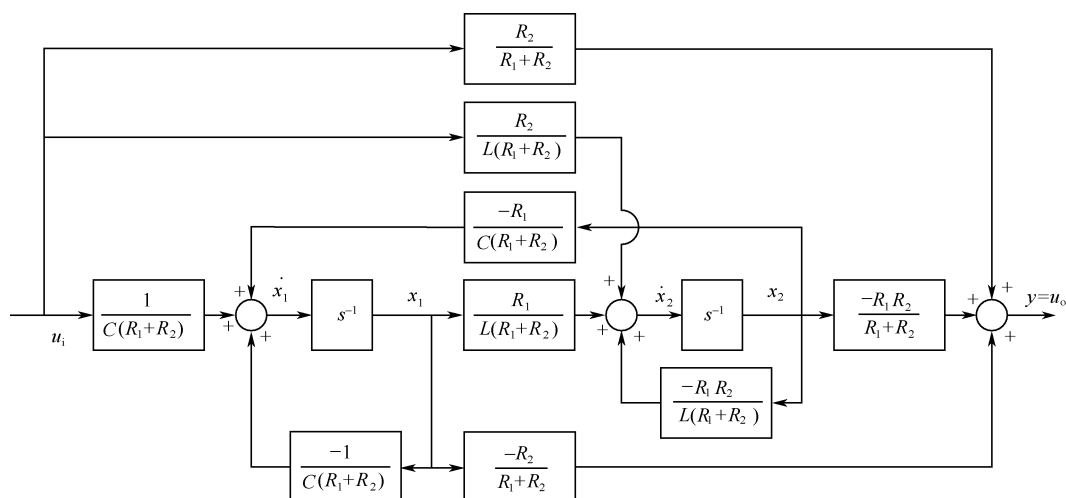 R₂
R₁+R₂
R₂
L(R₁+R₂)
−R₁
C(R₁+R₂)
uᵢ
1
C(R₁+R₂)
+
+
+
ẋ₁
s⁻¹
x₁
R₁
L(R₁+R₂)
+
+
+
ẋ₂
s⁻¹
x₂
−R₁R₂
R₁+R₂
+
+
+
y=uₒ
−R₁R₂
L(R₁+R₂)
−1
C(R₁+R₂)
−R₂
R₁+R₂